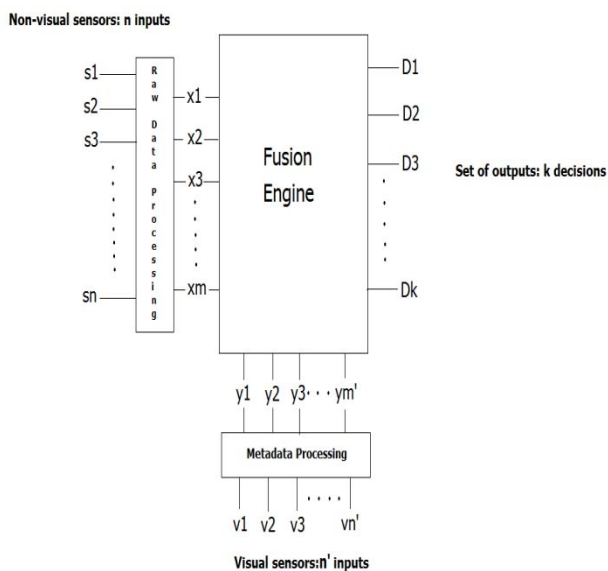 Non-visual sensors: n inputs
s1
s2
s3
sn
Raw Data Processing
x1
x2
x3
xm
Fusion
Engine
D1
D2
D3
Dk
Set of outputs: k decisions
y1 y2 y3 ym'
Metadata Processing
v1 v2 v3 vn'
Visual sensors:n' inputs